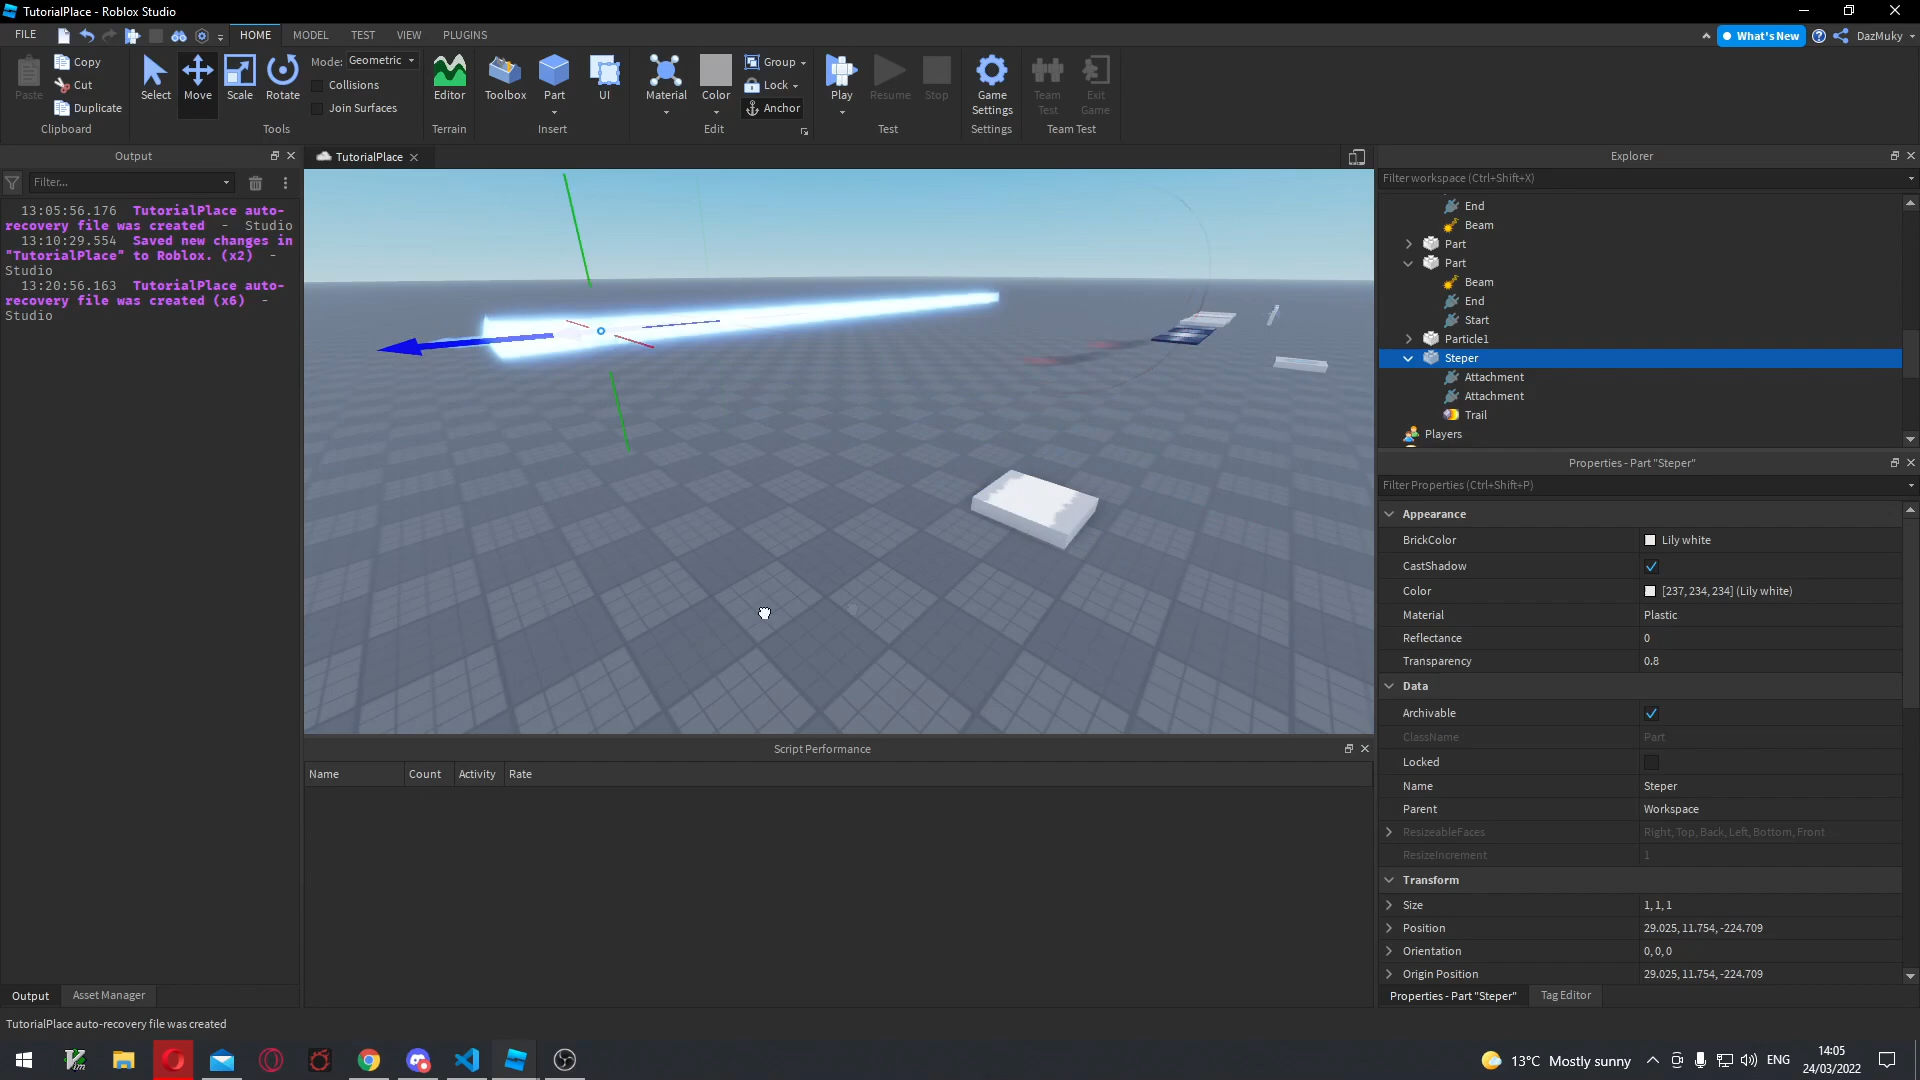 TutorialPlace - Roblox Studio
FILE
HOME
MODEL
TEST
VIEW
PLUGINS
What's New
DazMuky
Paste
Copy
Cut
Duplicate
Clipboard
Select
Move
Scale
Rotate
Mode: Geometric
Collisions
Join Surfaces
Tools
Editor
Terrain
Toolbox
Part
UI
Insert
Material
Color
Group
Lock
Anchor
Edit
Play
Resume
Stop
Test
Game
Settings
Settings
Team
Test
Exit
Game
Team Test
Output
Filter...
13:05:56.176 TutorialPlace auto-
recovery file was created - Studio
13:10:29.554 Saved new changes in
"TutorialPlace" to Roblox. (x2) -
Studio
13:20:56.163 TutorialPlace auto-
recovery file was created (x6) -
Studio
Output
Asset Manager
TutorialPlace
Script Performance
Name
Count
Activity
Rate
Explorer
Filter workspace (Ctrl+Shift+X)
End
Beam
Part
Part
Beam
End
Start
Particle1
Steper
Attachment
Attachment
Trail
Players
Properties - Part "Steper"
Filter Properties (Ctrl+Shift+P)
Appearance
BrickColor Lily white
CastShadow
Color [237, 234, 234] (Lily white)
Material Plastic
Reflectance 0
Transparency 0.8
Data
Archivable
ClassName Part
Locked
Name Steper
Parent Workspace
ResizeableFaces Right, Top, Back, Left, Bottom, Front
ResizeIncrement 1
Transform
Size 1, 1, 1
Position 29.025, 11.754, -224.709
Orientation 0, 0, 0
Origin Position 29.025, 11.754, -224.709
Properties - Part "Steper"
Tag Editor
TutorialPlace auto-recovery file was created
13°C Mostly sunny
ENG
14:05
24/03/2022